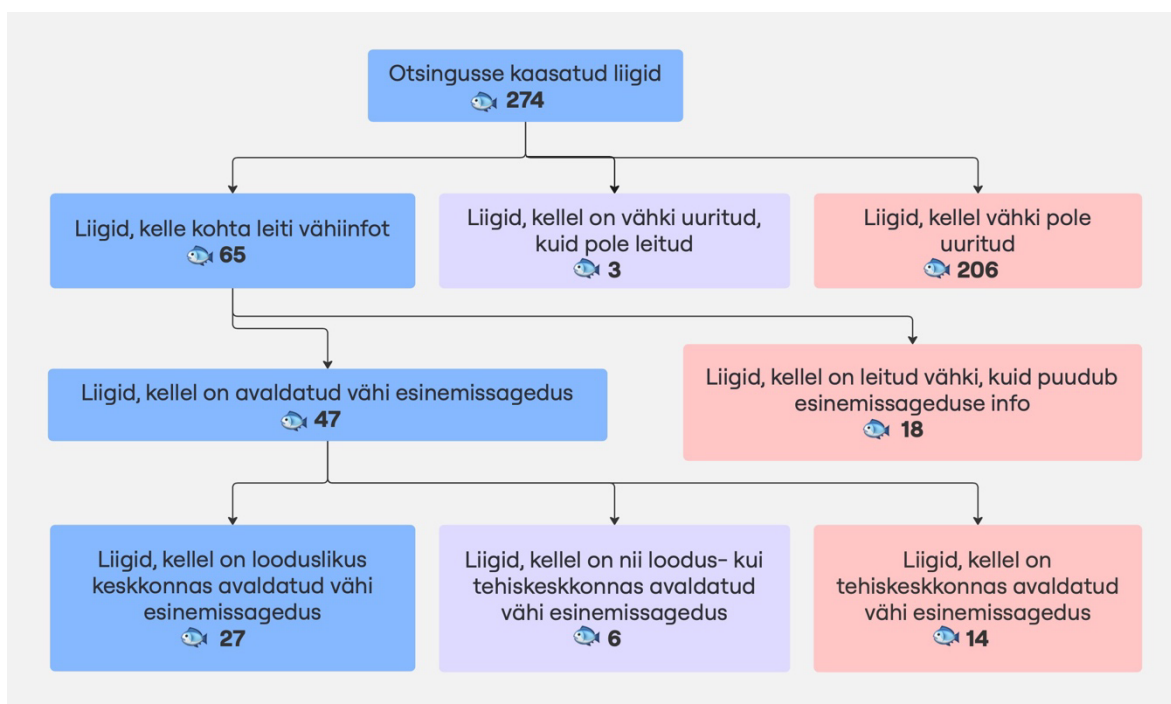 Otsingusse kaasatud liigid
274
Liigid, kelle kohta leiti vähiinfot
65
Liigid, kellel on vähki uuritud,
kuid pole leitud
3
Liigid, kellel vähki pole
uuritud
206
Liigid, kellel on avaldatud vähi esinemissagedus
47
Liigid, kellel on leitud vähki, kuid puudub
esinemissageduse info
18
Liigid, kellel on looduslikus
keskkonnas avaldatud vähi
esinemissagedus
27
Liigid, kellel on nii loodus- kui
tehiskeskkonnas avaldatud
vähi esinemissagedus
6
Liigid, kellel on
tehiskeskkonnas avaldatud
vähi esinemissagedus
14